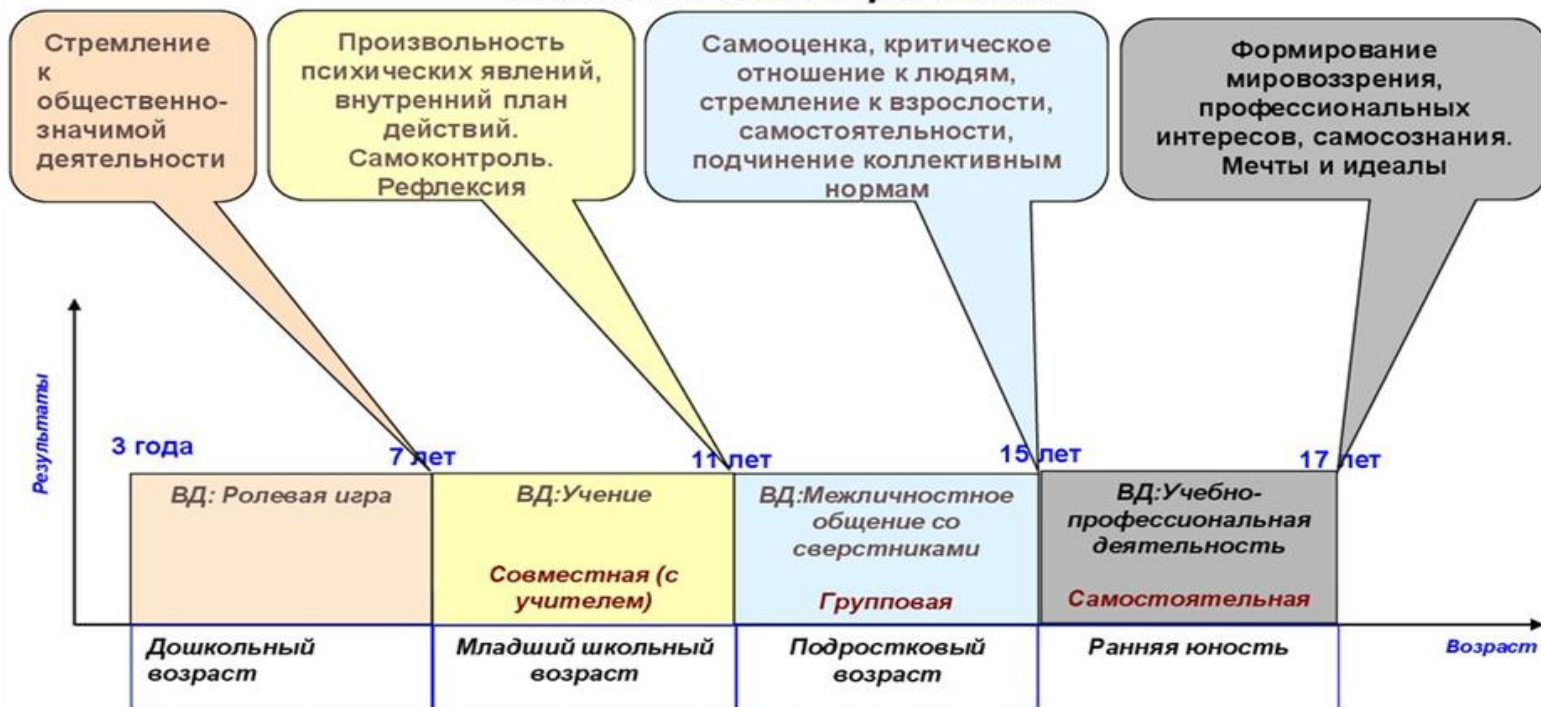 Стремление
к
общественно-
значимой
деятельности
Произвольность
психических явлений,
внутренний план
действий.
Самоконтроль.
Рефлексия
Самооценка, критическое
отношение к людям,
стремление к взрослости,
самостоятельности,
подчинение коллективным
нормам
Формирование
мировоззрения,
профессиональных
интересов, самосознания.
Мечты и идеалы
Результаты
3 года
7 лет
11 лет
15 лет
17 лет
ВД: Ролевая игра
ВД:Учение
Совместная (с
учителем)
ВД:Межличностное
общение со
сверстниками
Групповая
ВД:Учебно-
профессиональная
деятельность
Самостоятельная
Дошкольный
возраст
Младший школьный
возраст
Подростковый
возраст
Ранняя юность
Возраст